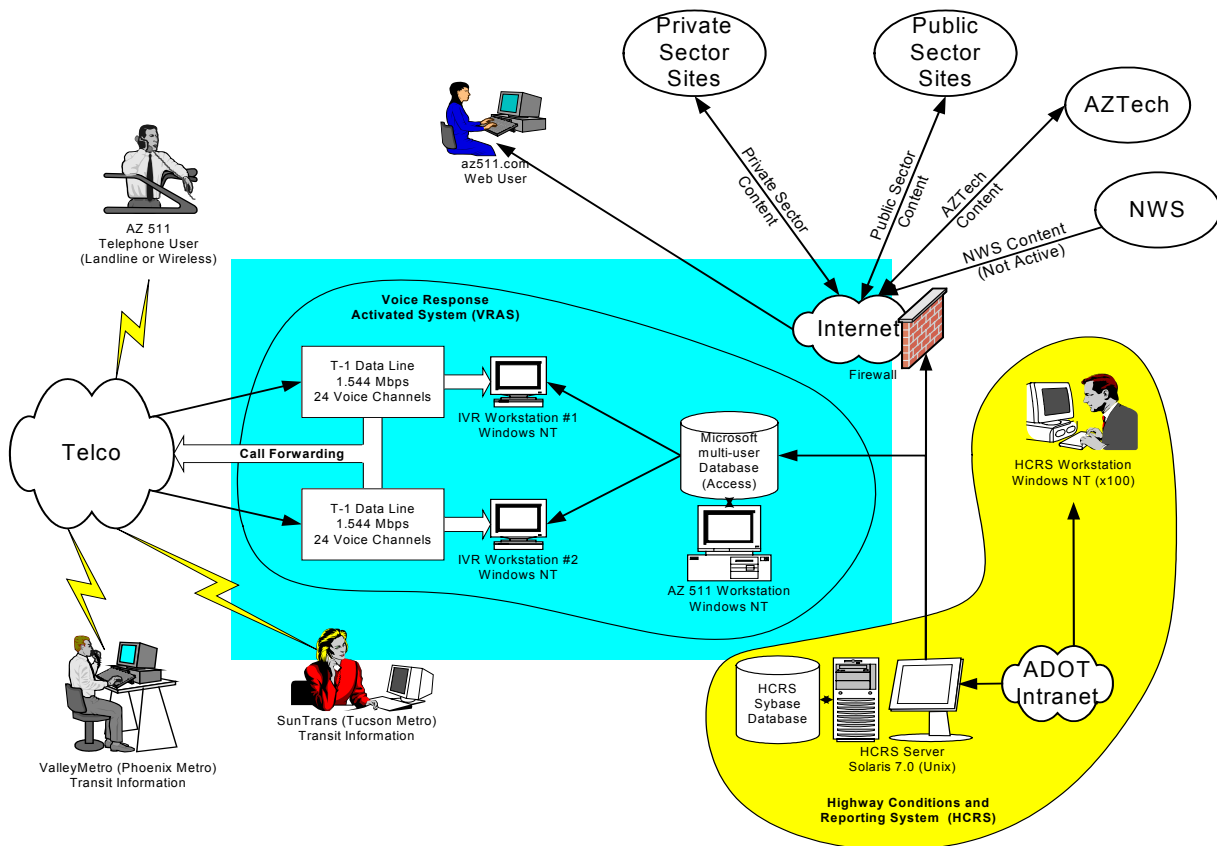 Private
Sector
Sites
Public
Sector
Sites
AZTech
NWS
Private Sector
Content
Public Sector
Content
AZTech
Content
NWS Content
(Not Active)
az511.com
Web User
AZ 511
Telephone User
(Landline or Wireless)
Voice Response
Activated System (VRAS)
Internet
Firewall
T-1 Data Line
1.544 Mbps
24 Voice Channels
IVR Workstation #1
Windows NT
Telco
Call Forwarding
Microsoft
multi-user
Database
(Access)
HCRS Workstation
Windows NT (x100)
T-1 Data Line
1.544 Mbps
24 Voice Channels
IVR Workstation #2
Windows NT
AZ 511 Workstation
Windows NT
ADOT
Intranet
HCRS
Sybase
Database
HCRS Server
Solaris 7.0 (Unix)
SunTrans (Tucson Metro)
Transit Information
ValleyMetro (Phoenix Metro)
Transit Information
Highway Conditions and
Reporting System (HCRS)